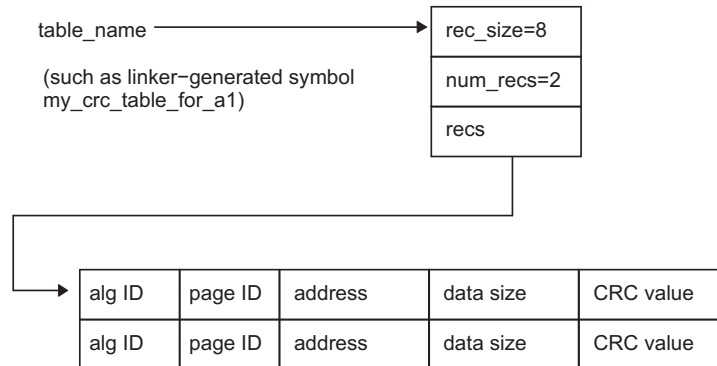 table_name
rec_size=8
(such as linker−generated symbol
my_crc_table_for_a1)
num_recs=2
recs
alg ID page ID address data size CRC value
alg ID page ID address data size CRC value